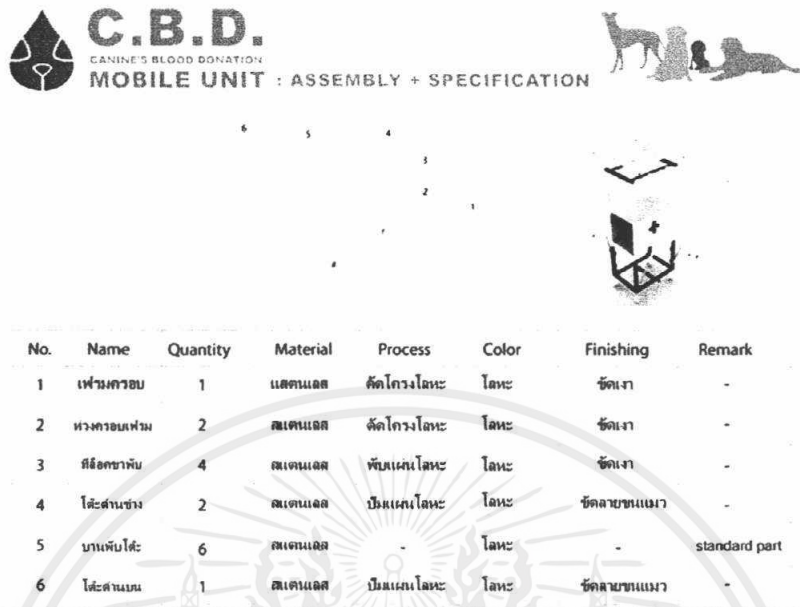 C.B.D.
CANINE'S BLOOD DONATION
MOBILE UNIT : ASSEMBLY + SPECIFICATION
6 5 4
3
2
1
No. Name Quantity Material Process Color Finishing Remark
1 เฟรมครอบ 1 แสตนเลส ดัดโครงโลหะ โลหะ ขัดเงา -
2 ห่วงครอบเฟรม 2 สแตนเลส ดัดโครงโลหะ โลหะ ขัดเงา -
3 ที่ล็อคขาพับ 4 สแตนเลส พับแผ่นโลหะ โลหะ ขัดเงา -
4 โต๊ะด้านข้าง 2 สแตนเลส ปั๊มแผ่นโลหะ โลหะ ขัดลายขนแมว -
5 บานพับโต๊ะ 6 สแตนเลส - โลหะ - standard part
6 โต๊ะด้านบน 1 สแตนเลส ปั๊มแผ่นโลหะ โลหะ ขัดลายขนแมว -